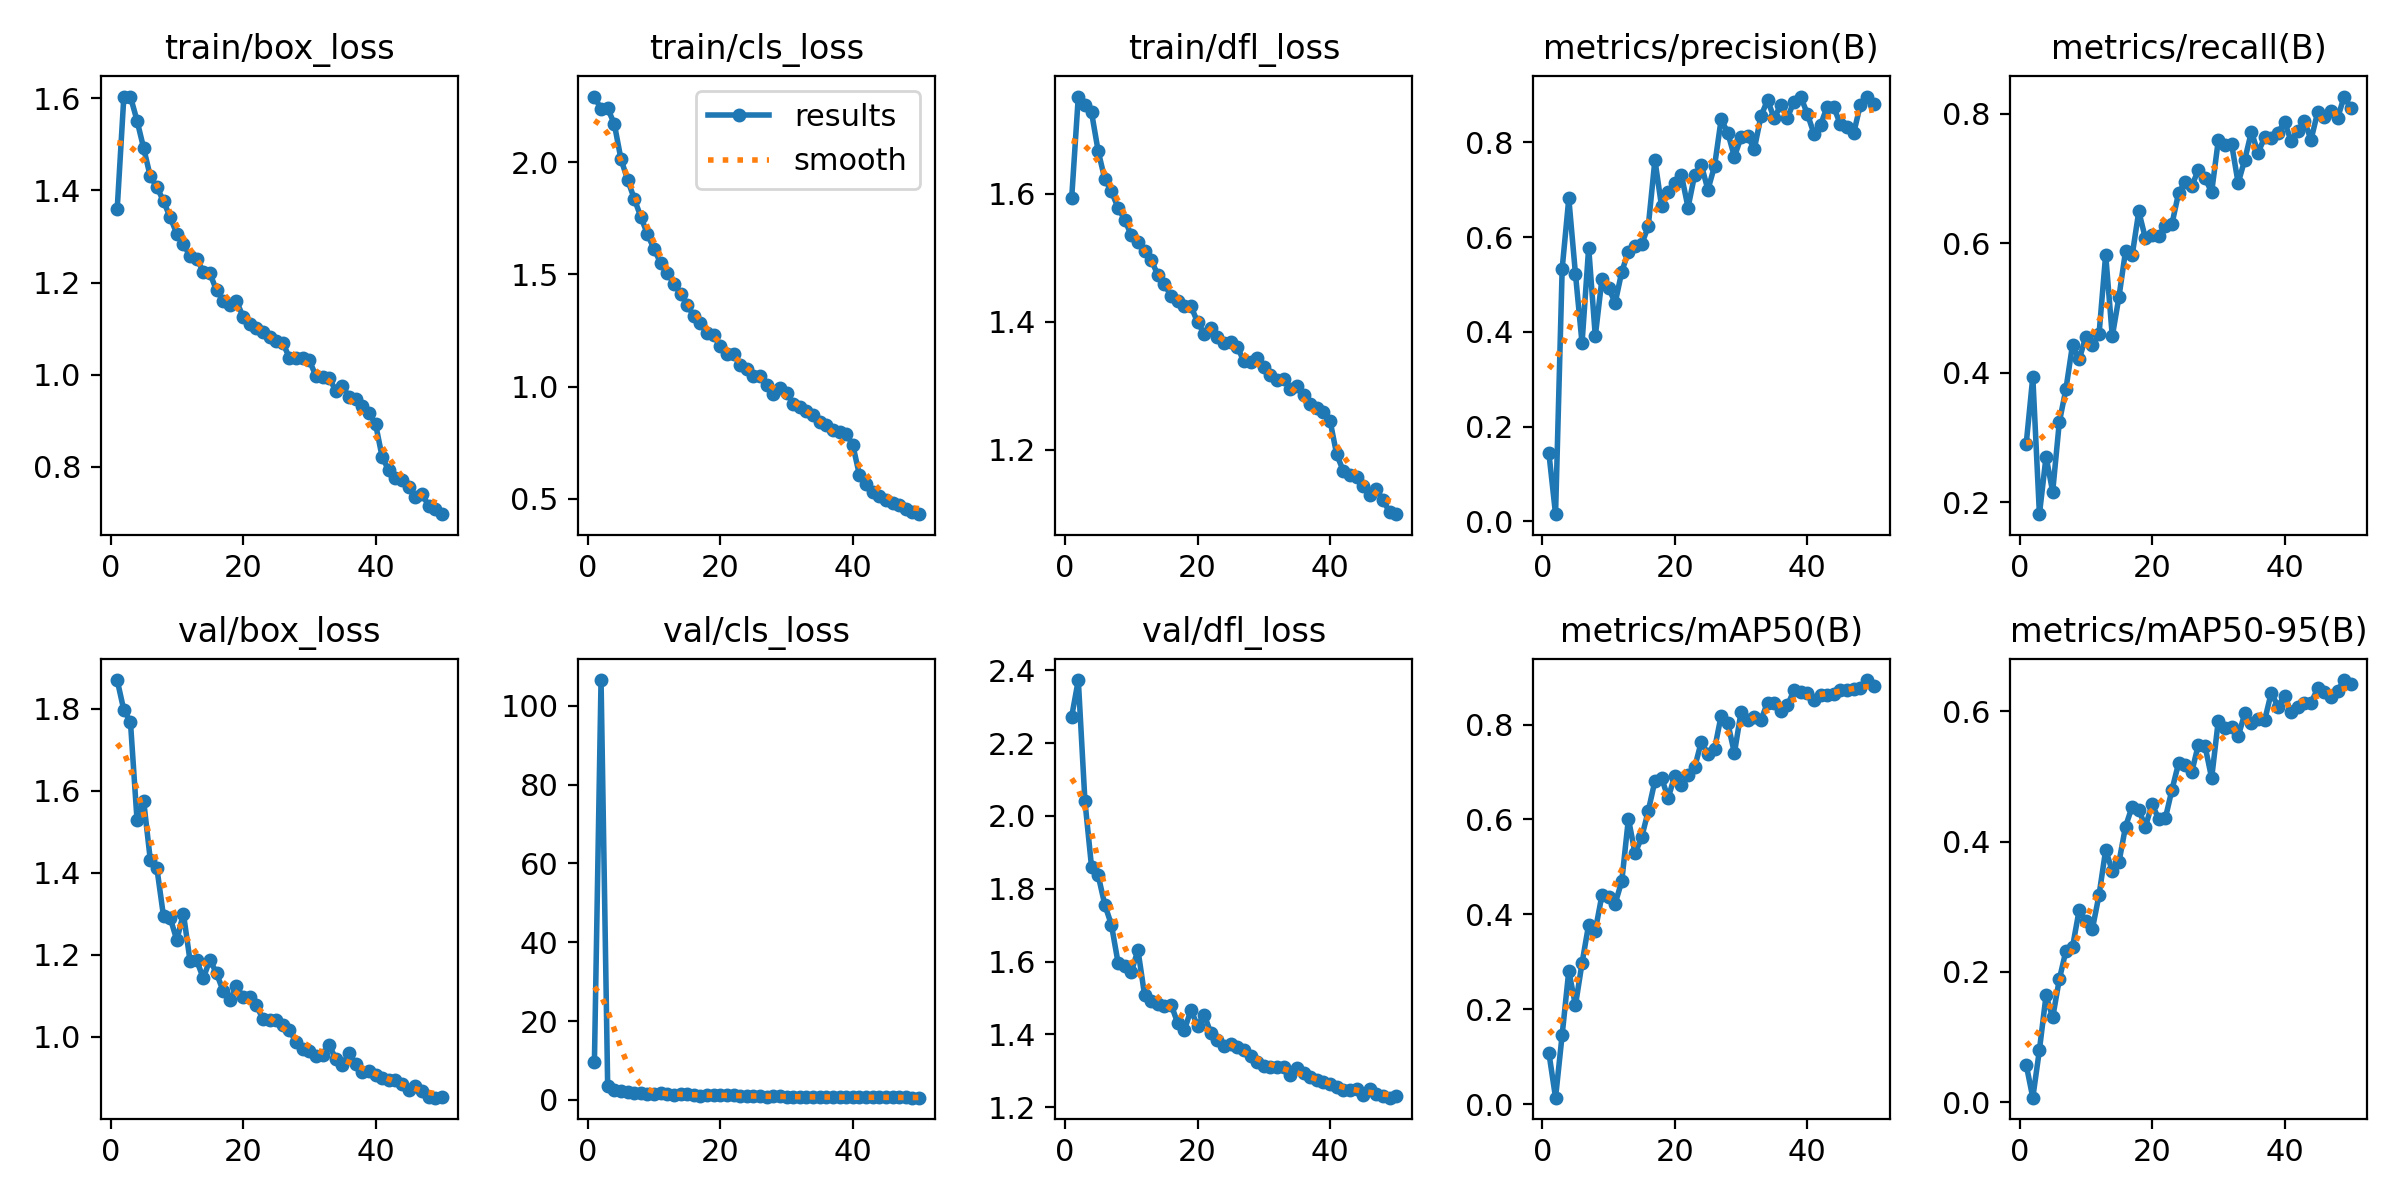 train/box_loss
1.6
1.4
1.2
1.0
0.8
0 20 40
train/cls_loss
results
smooth
2.0
1.5
1.0
0.5
0 20 40
train/dfl_loss
1.6
1.4
1.2
0 20 40
metrics/precision(B)
0.8
0.6
0.4
0.2
0.0
0 20 40
metrics/recall(B)
0.8
0.6
0.4
0.2
0 20 40
val/box_loss
1.8
1.6
1.4
1.2
1.0
0 20 40
val/cls_loss
100
80
60
40
20
0
0 20 40
val/dfl_loss
2.4
2.2
2.0
1.8
1.6
1.4
1.2
0 20 40
metrics/mAP50(B)
0.8
0.6
0.4
0.2
0.0
0 20 40
metrics/mAP50-95(B)
0.6
0.4
0.2
0.0
0 20 40